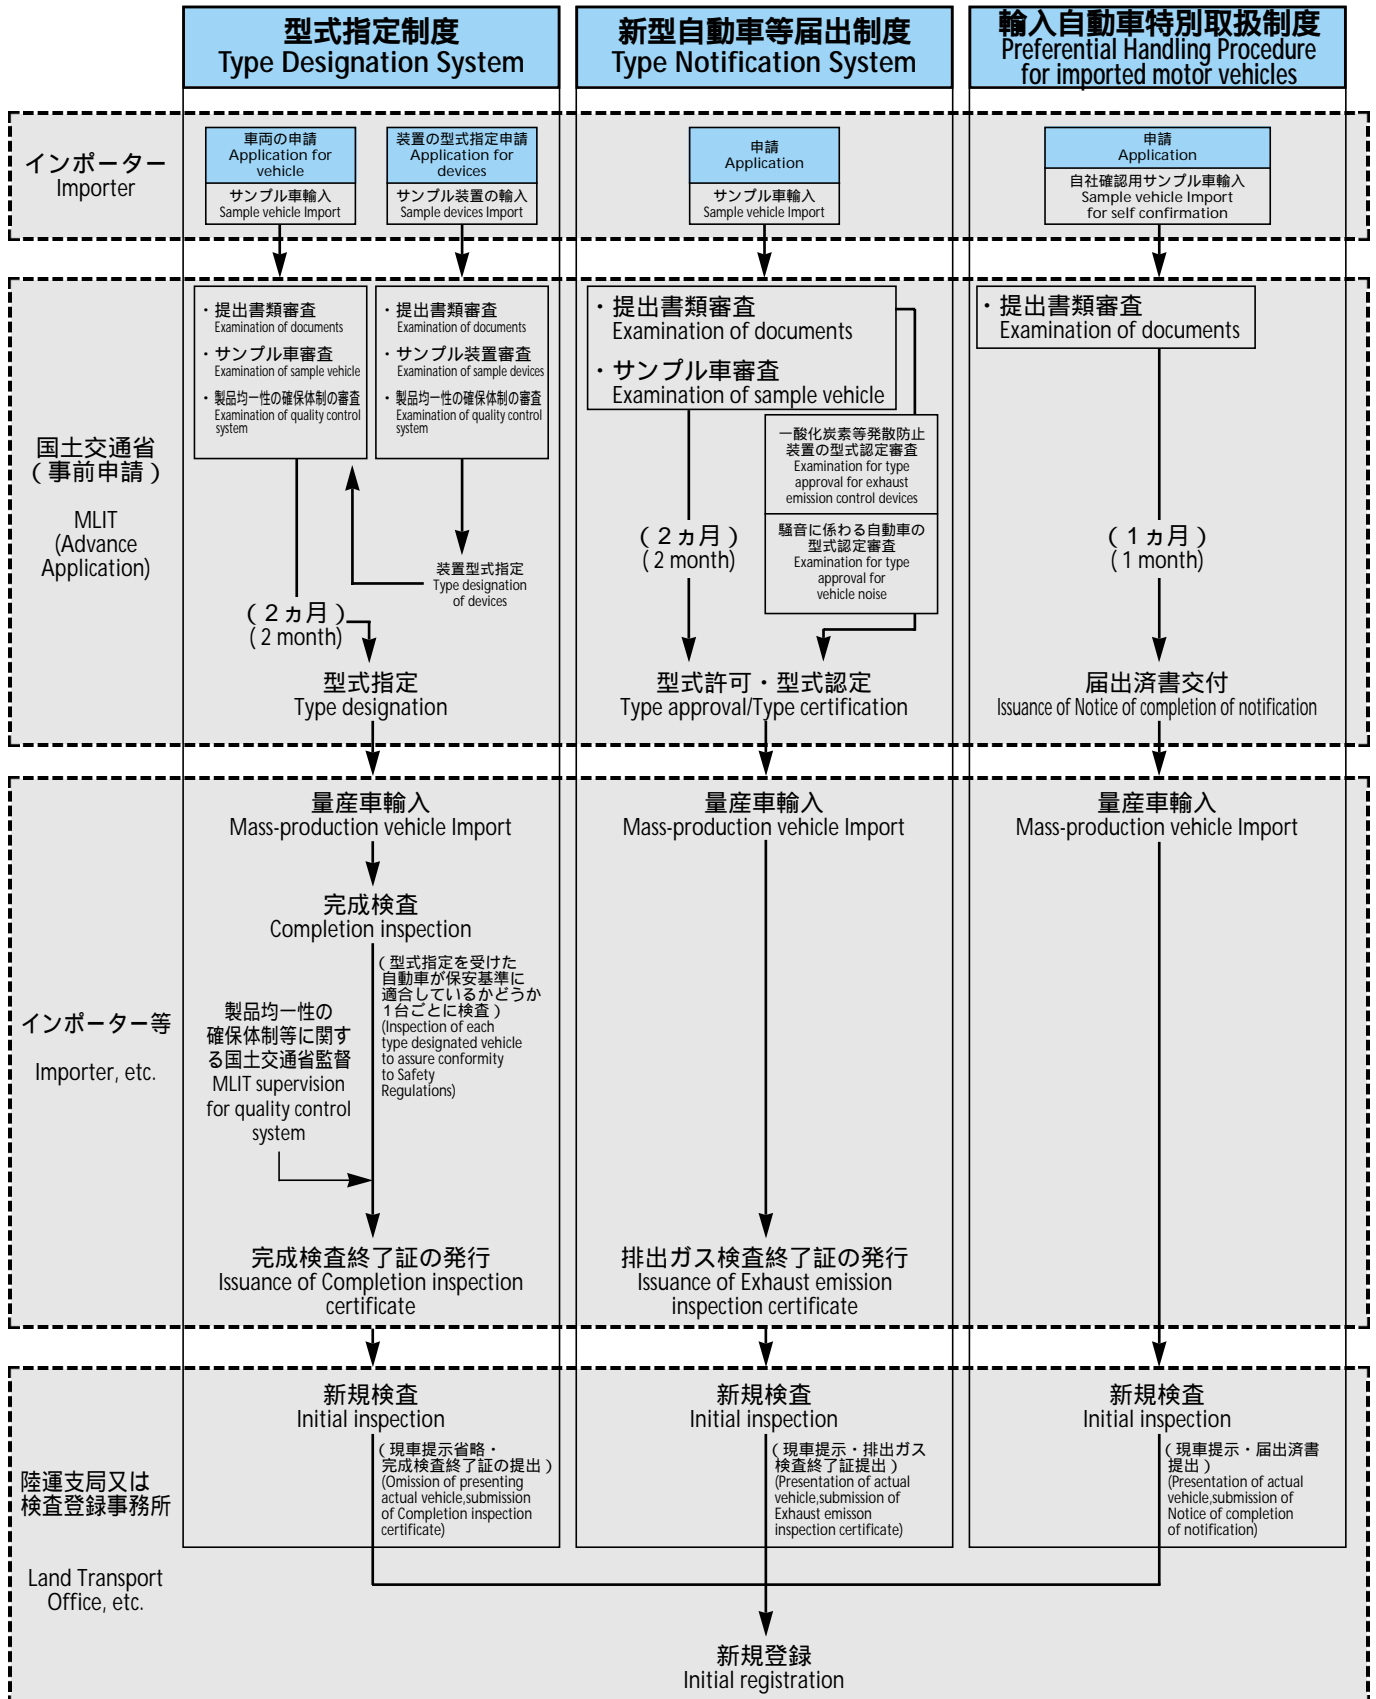 型式指定制度
Type Designation System
新型自動車等届出制度
Type Notification System
輸入自動車特別取扱制度
Preferential Handling Procedure
for imported motor vehicles
インポーター
Importer
車両の申請
Application for
vehicle
サンプル車輸入
Sample vehicle Import
装置の型式指定申請
Application for
devices
サンプル装置の輸入
Sample devices Import
申請
Application
サンプル車輸入
Sample vehicle Import
申請
Application
自社確認用サンプル車輸入
Sample vehicle Import
for self confirmation
国土交通省
（事前申請）
MLIT
(Advance
Application)
・提出書類審査
Examination of documents
・サンプル車審査
Examination of sample vehicle
・製品均一性の確保体制の審査
Examination of quality control
system
・提出書類審査
Examination of documents
・サンプル装置審査
Examination of sample devices
・製品均一性の確保体制の審査
Examination of quality control
system
装置型式指定
Type designation
of devices
（２ヵ月）
( 2 month)
型式指定
Type designation
・提出書類審査
Examination of documents
・サンプル車審査
Examination of sample vehicle
一酸化炭素等発散防止
装置の型式認定審査
Examination for type
approval for exhaust
emission control devices
騒音に係わる自動車の
型式認定審査
Examination for type
approval for
vehicle noise
（２ヵ月）
( 2 month)
型式許可・型式認定
Type approval/Type certification
・提出書類審査
Examination of documents
（１ヵ月）
( 1 month)
届出済書交付
Issuance of Notice of completion of notification
インポーター等
Importer, etc.
量産車輸入
Mass-production vehicle Import
完成検査
Completion inspection
（型式指定を受けた
自動車が保安基準に
適合しているかどうか
1台ごとに検査）
(Inspection of each
type designated vehicle
to assure conformity
to Safety
Regulations)
製品均一性の
確保体制等に関す
る国土交通省監督
MLIT supervision
for quality control
system
完成検査終了証の発行
Issuance of Completion inspection
certificate
量産車輸入
Mass-production vehicle Import
排出ガス検査終了証の発行
Issuance of Exhaust emission
inspection certificate
量産車輸入
Mass-production vehicle Import
陸運支局又は
検査登録事務所
Land Transport
Office, etc.
新規検査
Initial inspection
（現車提示省略・
完成検査終了証の提出）
(Omission of presenting
actual vehicle,submission
of Completion inspection
certificate)
新規検査
Initial inspection
（現車提示・排出ガス
検査終了証提出）
(Presentation of actual
vehicle,submission of
Exhaust emisson
inspection certificate)
新規検査
Initial inspection
（現車提示・届出済書
提出）
(Presentation of actual
vehicle,submission of
Notice of completion
of notification)
新規登録
Initial registration